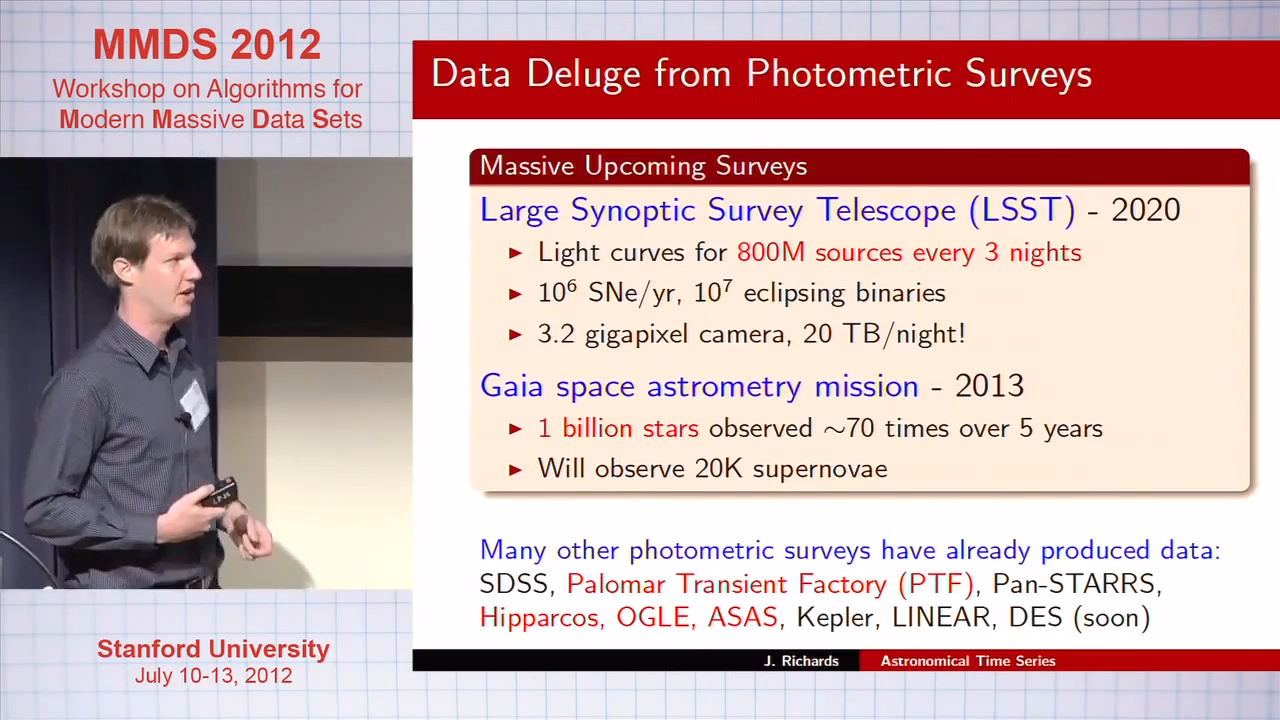 MMDS 2012
Workshop on Algorithms for
Modern Massive Data Sets
Data Deluge from Photometric Surveys
Massive Upcoming Surveys
Large Synoptic Survey Telescope (LSST) - 2020
► Light curves for 800M sources every 3 nights
► 10⁶ SNe/yr, 10⁷ eclipsing binaries
► 3.2 gigapixel camera, 20 TB/night!
Gaia space astrometry mission - 2013
► 1 billion stars observed ∼70 times over 5 years
► Will observe 20K supernovae
Many other photometric surveys have already produced data:
SDSS, Palomar Transient Factory (PTF), Pan-STARRS,
Hipparcos, OGLE, ASAS, Kepler, LINEAR, DES (soon)
J. Richards Astronomical Time Series
Stanford University
July 10-13, 2012